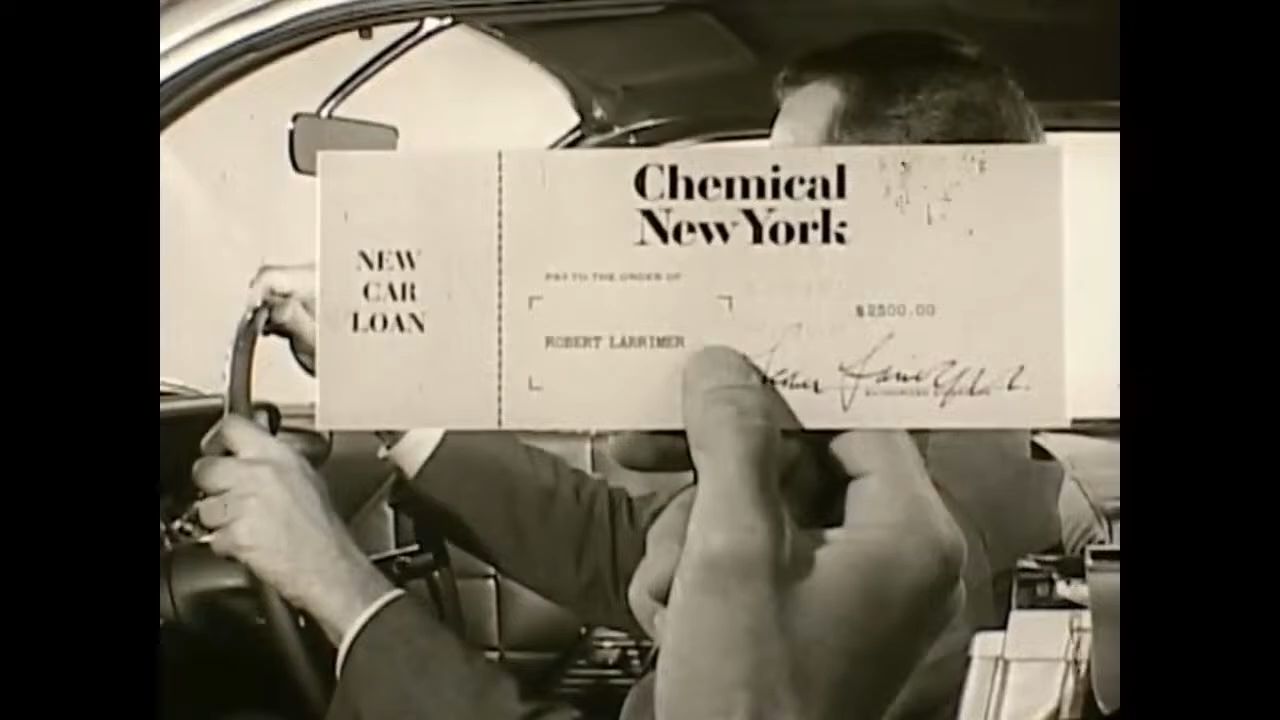 NEW
CAR
LOAN
Chemical
New York
PAY TO THE ORDER OF
$2500.00
ROBERT LARRIMER